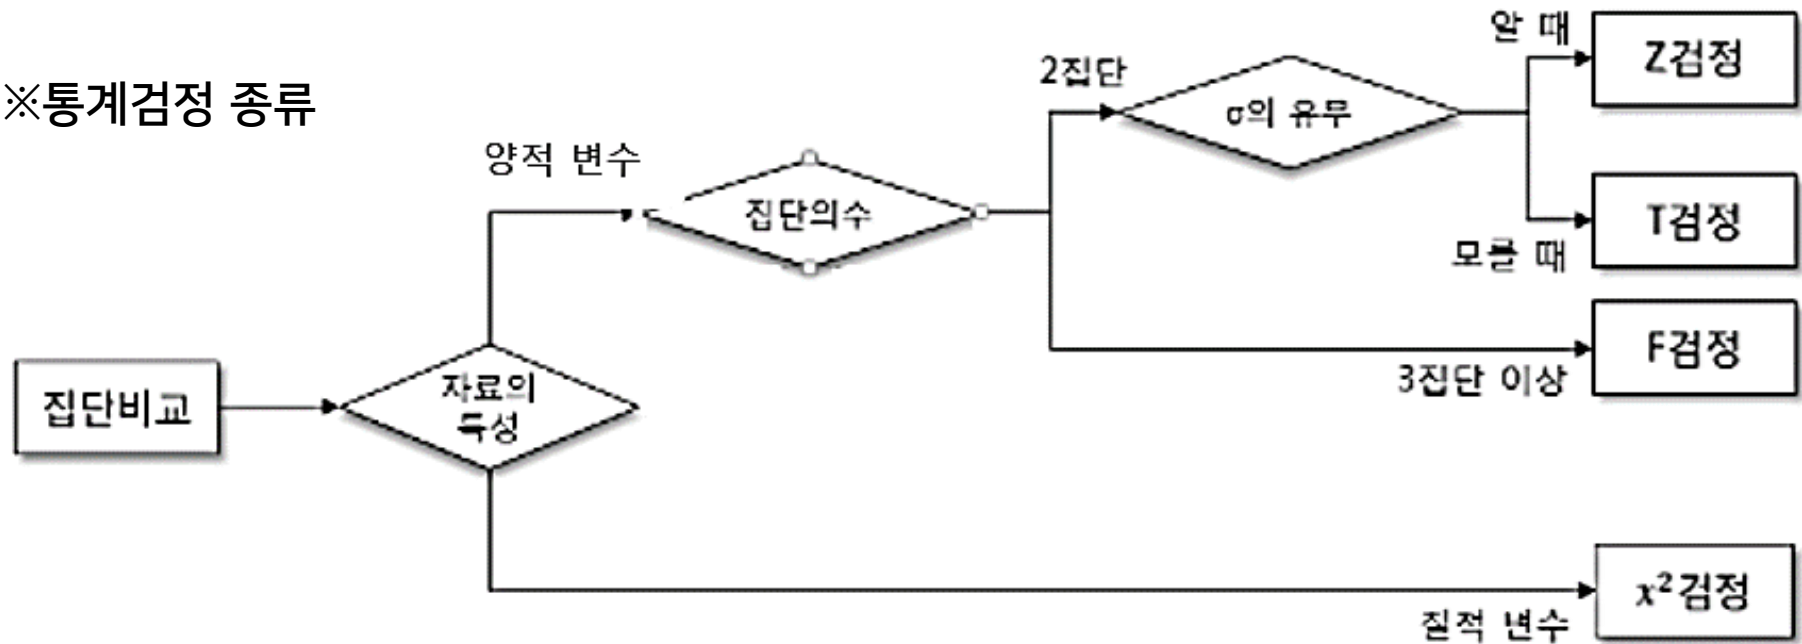 ※통계검정 종류
집단비교
자료의
특성
양적 변수
집단의수
2집단
σ의 유무
알 때
Z검정
모를 때
T검정
3집단 이상
F검정
질적 변수
x²검정